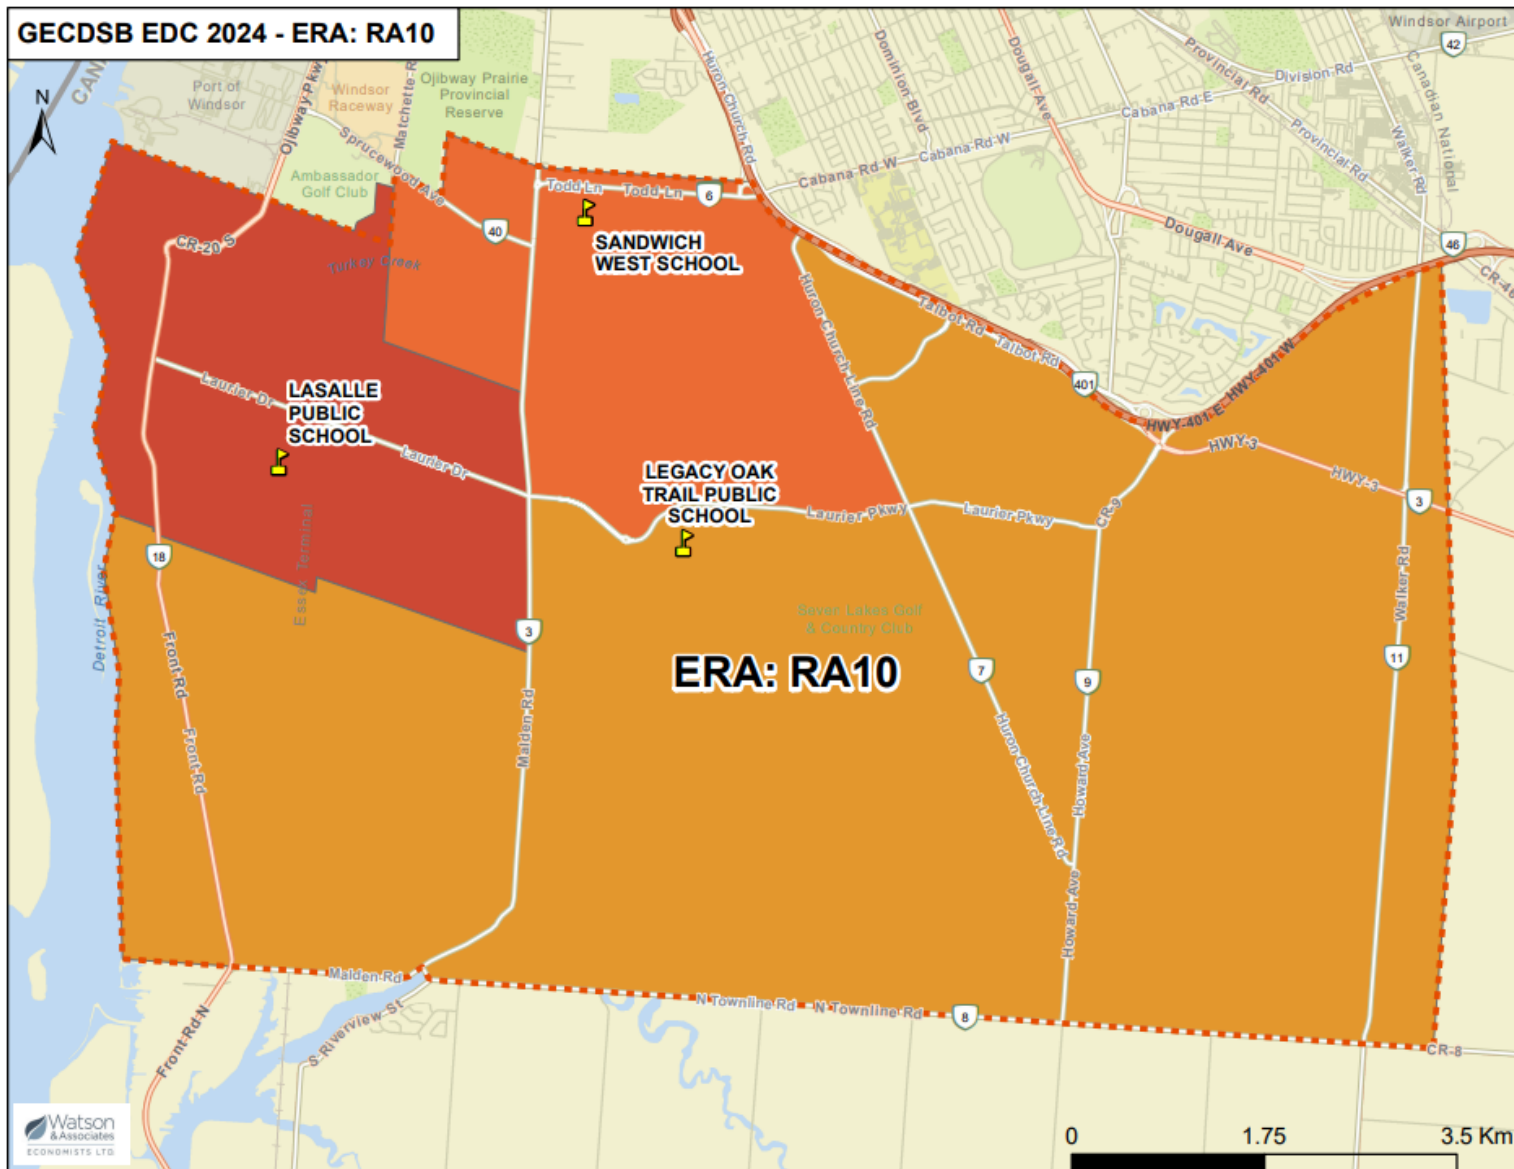 GECDSB EDC 2024 - ERA: RA10
Windsor Airport
42
N
Port of
Windsor
Windsor
Raceway
Ojibway Prairie
Provincial
Reserve
Ojibway Pkwy
Matchette R
Huron Church Rd
Dominion Blvd
Dougall Ave
Provincial Rd
Division Rd
Canadian National
Cabana Rd E
Cabana Rd W
Cabana Rd W
Provincial Rd
Walker Rd
CAN
Sprucewood Ave
Ambassador
Golf Club
Todd Ln
Todd Ln
6
40
SANDWICH
WEST SCHOOL
CR-20 S
Turkey Creek
Dougall Ave
46
CR-46
Huron Church Line Rd
Talbot Rd
Talbot Rd
401
HWY-401 W
HWY-401 E
HWY-3
HWY-3
3
LASALLE
PUBLIC
SCHOOL
Laurier Dr
Laurier Dr
LEGACY OAK
TRAIL PUBLIC
SCHOOL
Laurier Pkwy
Laurier Pkwy
CR-9
Essex Terminal
18
Detroit River
Walker Rd
3
Seven Lakes Golf
& Country Club
ERA: RA10
7
9
11
Front Rd
Front Rd
Malden Rd
Huron Church Line Rd
Howard Ave
Howard Ave
Malden Rd
N Townline Rd
N Townline Rd
8
S Riverview St
Front Rd N
CR-8
Watson
& Associates
ECONOMISTS LTD.
0
1.75
3.5 Km